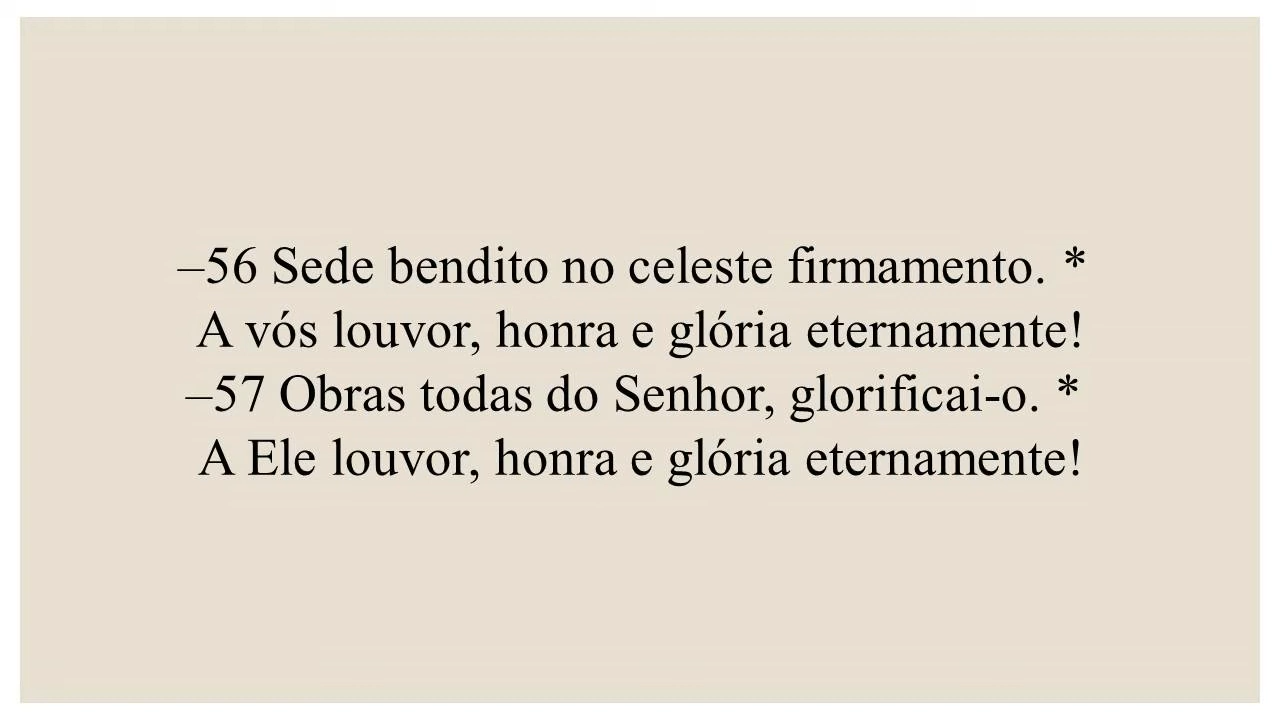 –56 Sede bendito no celeste firmamento. *
A vós louvor, honra e glória eternamente!
–57 Obras todas do Senhor, glorificai-o. *
A Ele louvor, honra e glória eternamente!